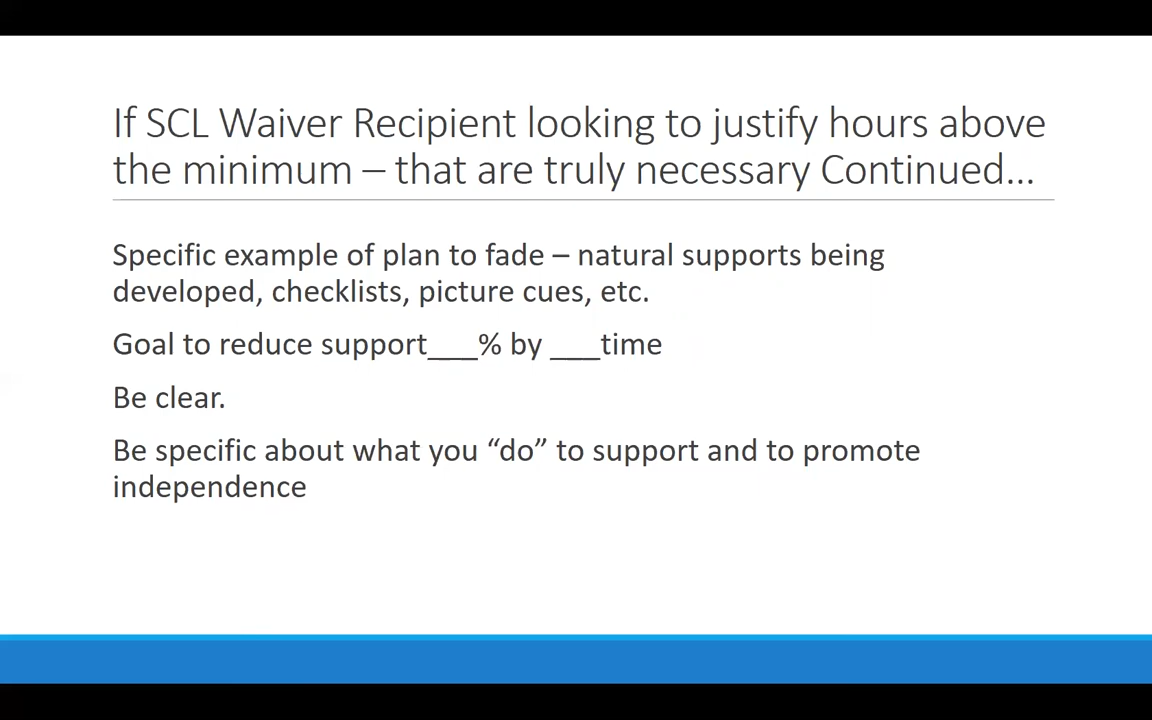 If SCL Waiver Recipient looking to justify hours above
the minimum – that are truly necessary Continued…
Specific example of plan to fade – natural supports being
developed, checklists, picture cues, etc.
Goal to reduce support___% by ___time
Be clear.
Be specific about what you “do” to support and to promote
independence